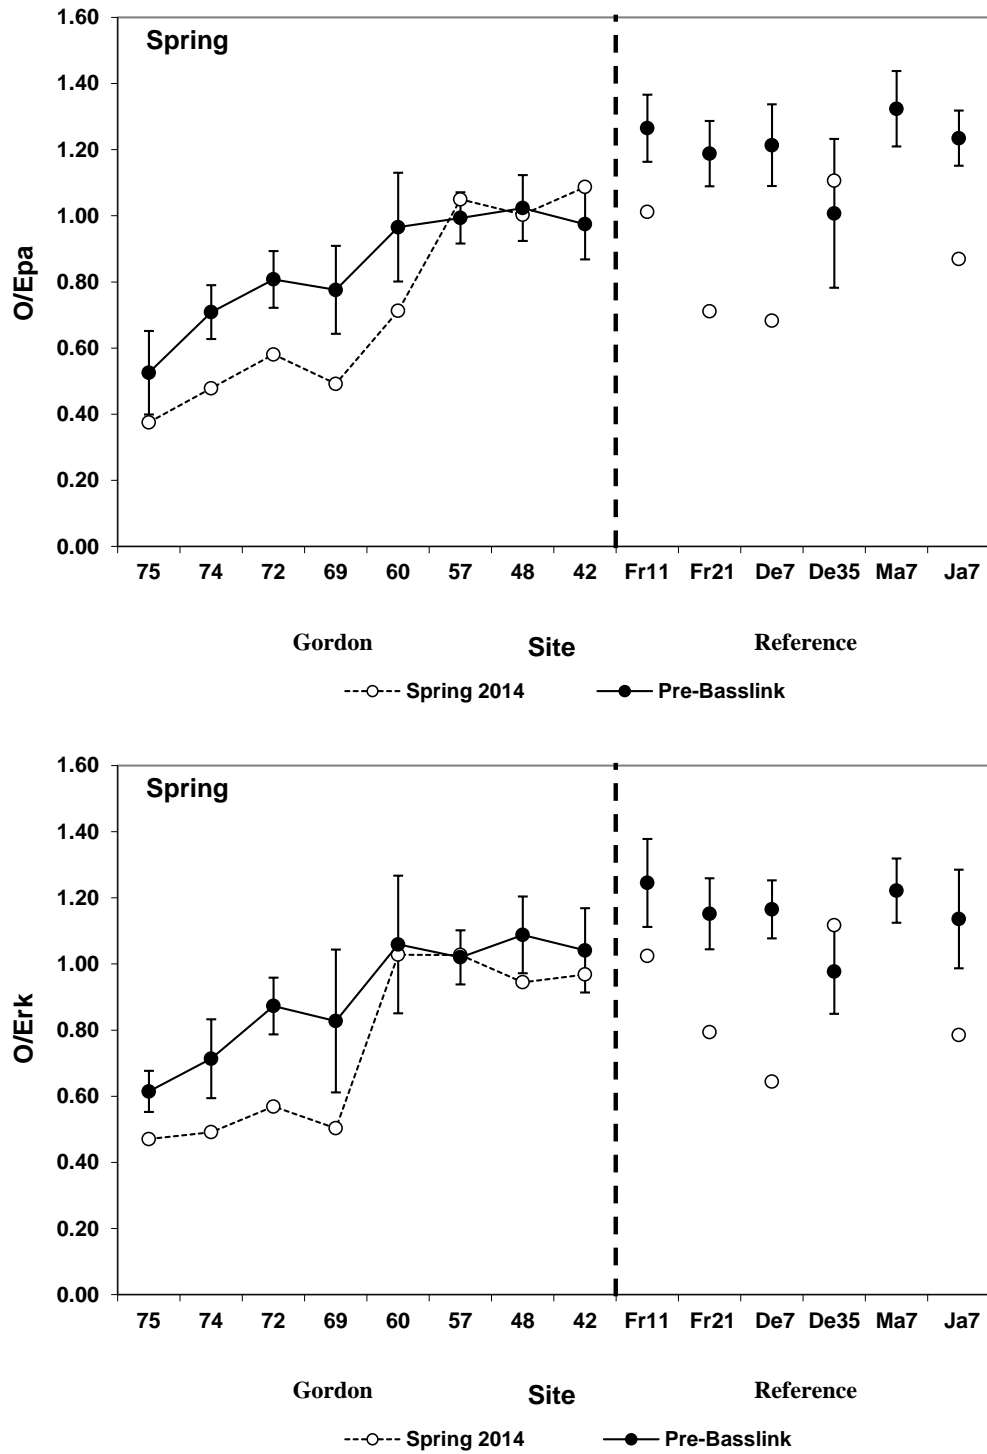 Spring
1.60
1.40
1.20
1.00
0.80
0.60
0.40
0.20
0.00
O/Epa
75 74 72 69 60 57 48 42 Fr11 Fr21 De7 De35 Ma7 Ja7
Gordon Site Reference
Spring 2014 Pre-Basslink
Spring
1.60
1.40
1.20
1.00
0.80
0.60
0.40
0.20
0.00
O/Erk
75 74 72 69 60 57 48 42 Fr11 Fr21 De7 De35 Ma7 Ja7
Gordon Site Reference
Spring 2014 Pre-Basslink